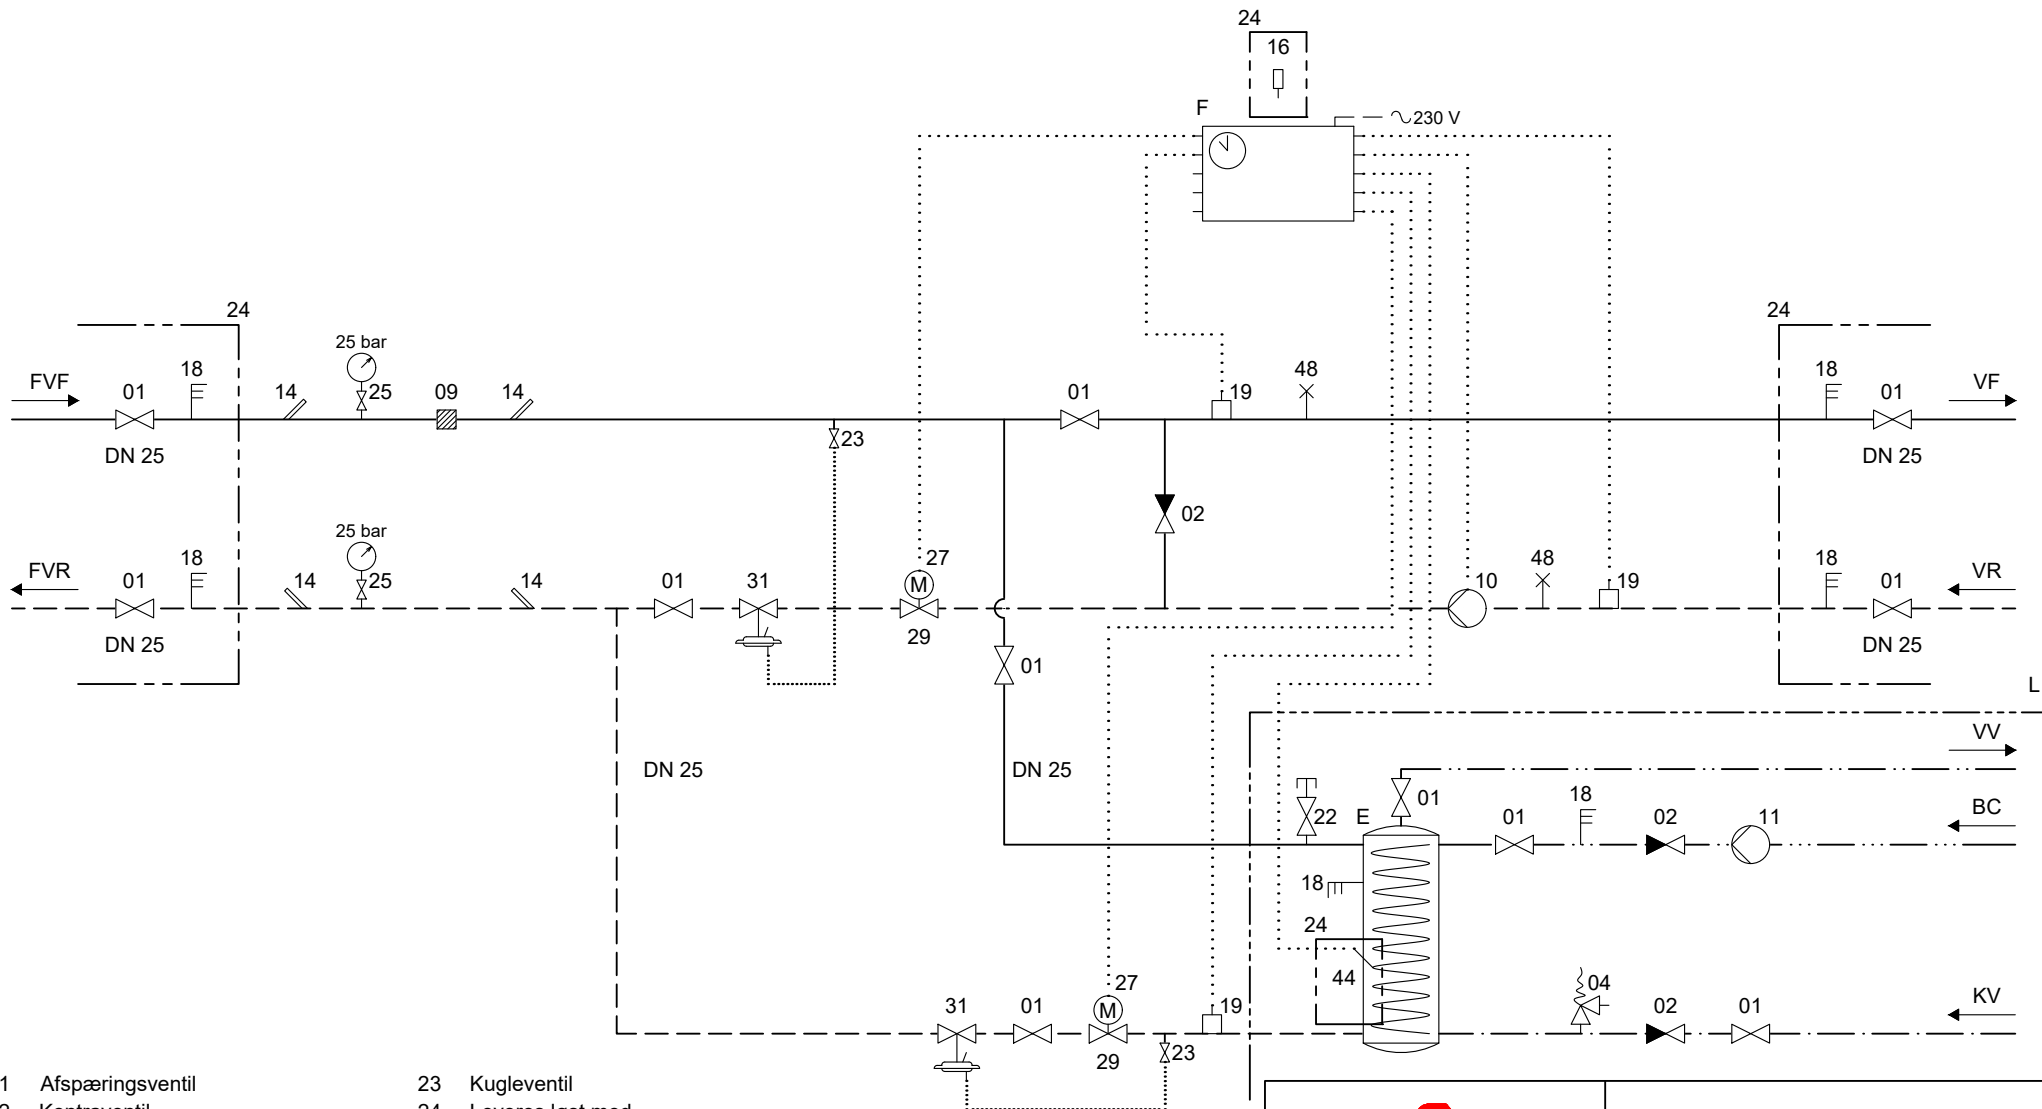 24
16
F
230 V
24
24
25 bar
FVF
01
18
14
25
09
14
01
19
48
18
01
VF
DN 25
23
DN 25
02
25 bar
FVR
01
18
14
25
14
01
31
27
M
29
10
48
19
18
01
VR
DN 25
DN 25
01
L
DN 25
DN 25
VV
22
E
01
01
18
02
11
BC
18
24
44
31
01
27
M
29
19
23
04
02
01
KV
1 Afspæringsventil
23 Kugleventil